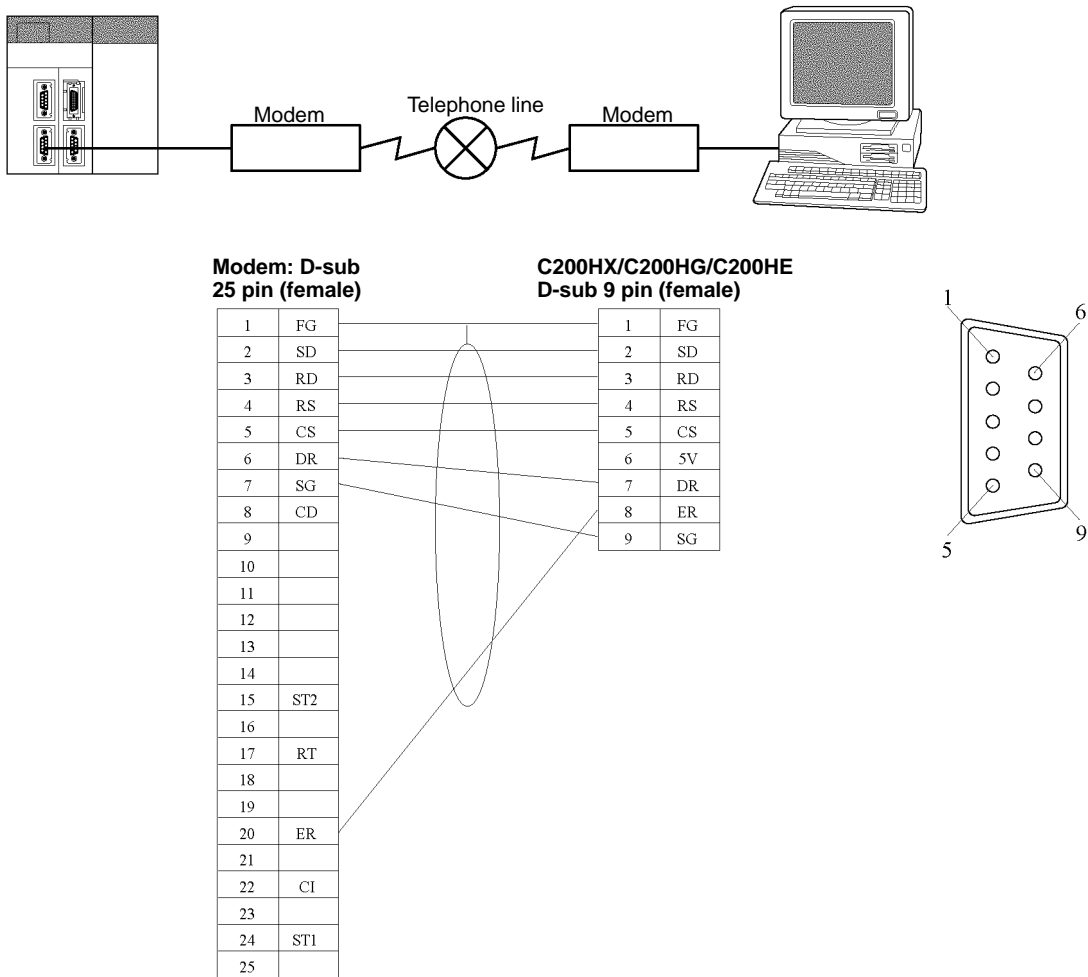 Modem
Telephone line
Modem
Modem: D-sub
25 pin (female)
1 FG
2 SD
3 RD
4 RS
5 CS
6 DR
7 SG
8 CD
9
10
11
12
13
14
15 ST2
16
17 RT
18
19
20 ER
21
22 CI
23
24 ST1
25
C200HX/C200HG/C200HE
D-sub 9 pin (female)
1 FG
2 SD
3 RD
4 RS
5 CS
6 5V
7 DR
8 ER
9 SG
1
6
5
9